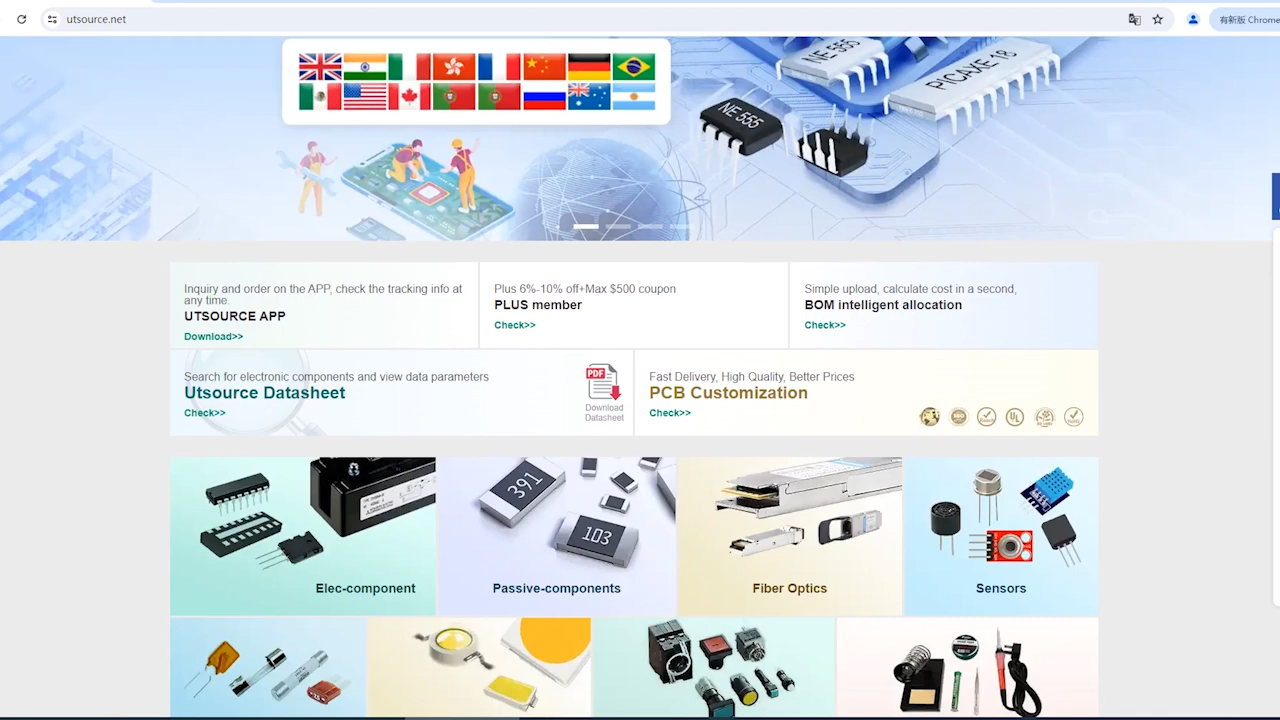 utsource.net
有新版 Chrome
NE 555
PICAXE-18
NE 555
Inquiry and order on the APP, check the tracking info at
any time.
UTSOURCE APP
Download>>
Plus 6%-10% off+Max $500 coupon
PLUS member
Check>>
Simple upload, calculate cost in a second,
BOM intelligent allocation
Check>>
Search for electronic components and view data parameters
Utsource Datasheet
Check>>
PDF
Download
Datasheet
Fast Delivery, High Quality, Better Prices
PCB Customization
Check>>
391
103
Elec-component
Passive-components
Fiber Optics
Sensors